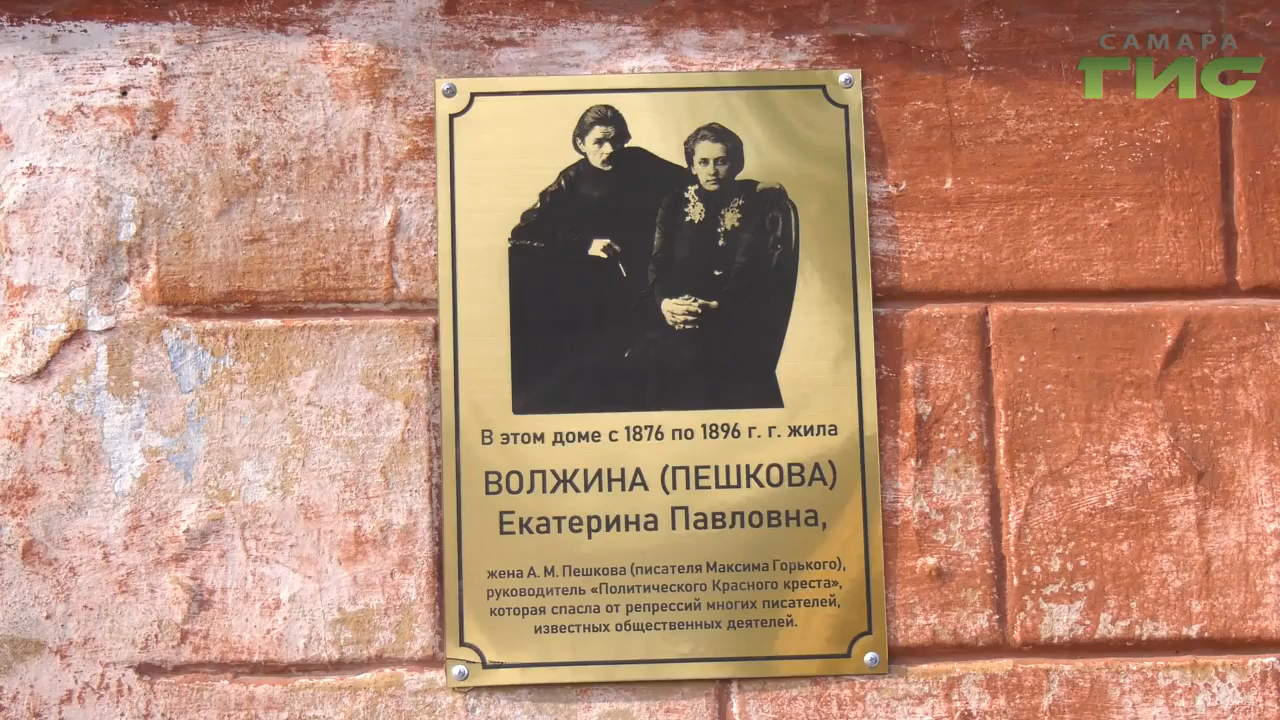 САМАРА
ТИС
В этом доме с 1876 по 1896 г. г. жила
ВОЛЖИНА (ПЕШКОВА)
Екатерина Павловна,
жена А. М. Пешкова (писателя Максима Горького),
руководитель «Политического Красного креста»,
которая спасла от репрессий многих писателей,
известных общественных деятелей.